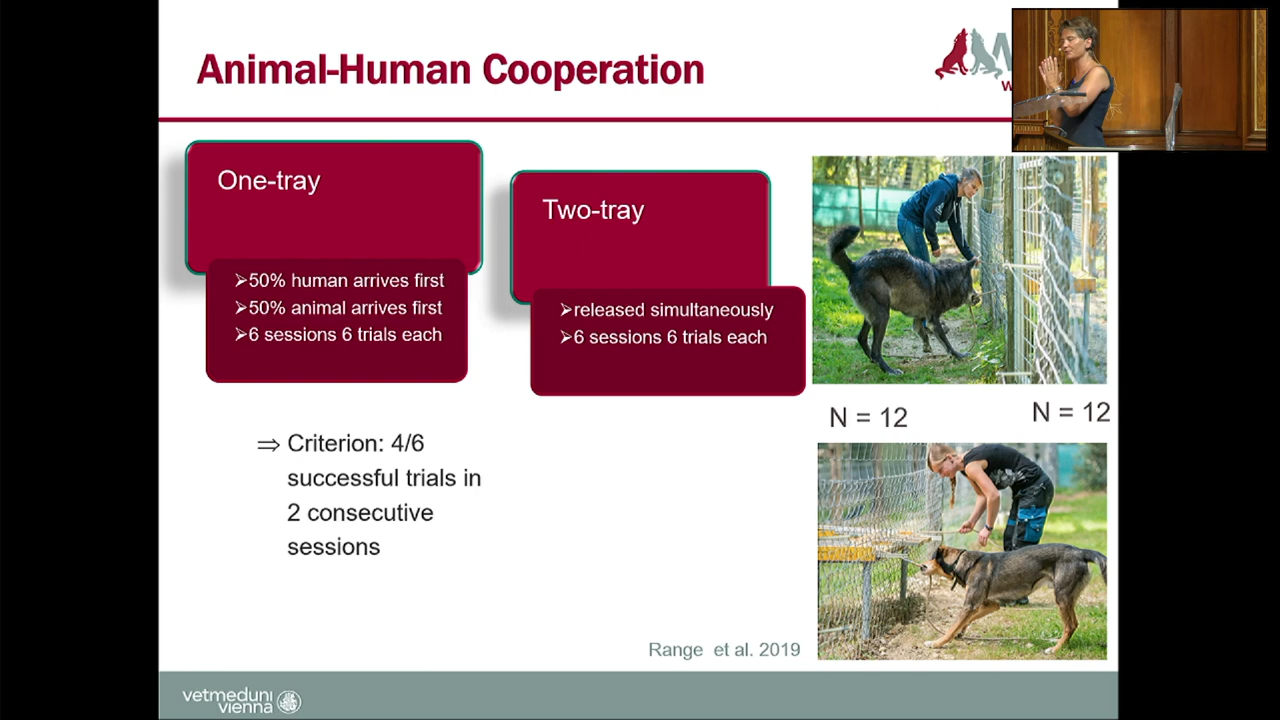 Animal-Human Cooperation
One-tray
➢50% human arrives first
➢50% animal arrives first
➢6 sessions 6 trials each
Two-tray
➢released simultaneously
➢6 sessions 6 trials each
N = 12
N = 12
⇒ Criterion: 4/6
successful trials in
2 consecutive
sessions
Range et al. 2019
vetmeduni
vienna